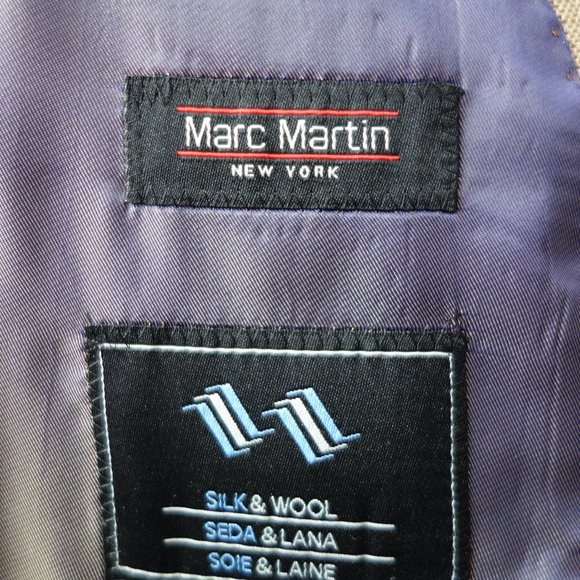 Marc Martin
NEW YORK
SILK & WOOL
SEDA & LANA
SOIE & LAINE